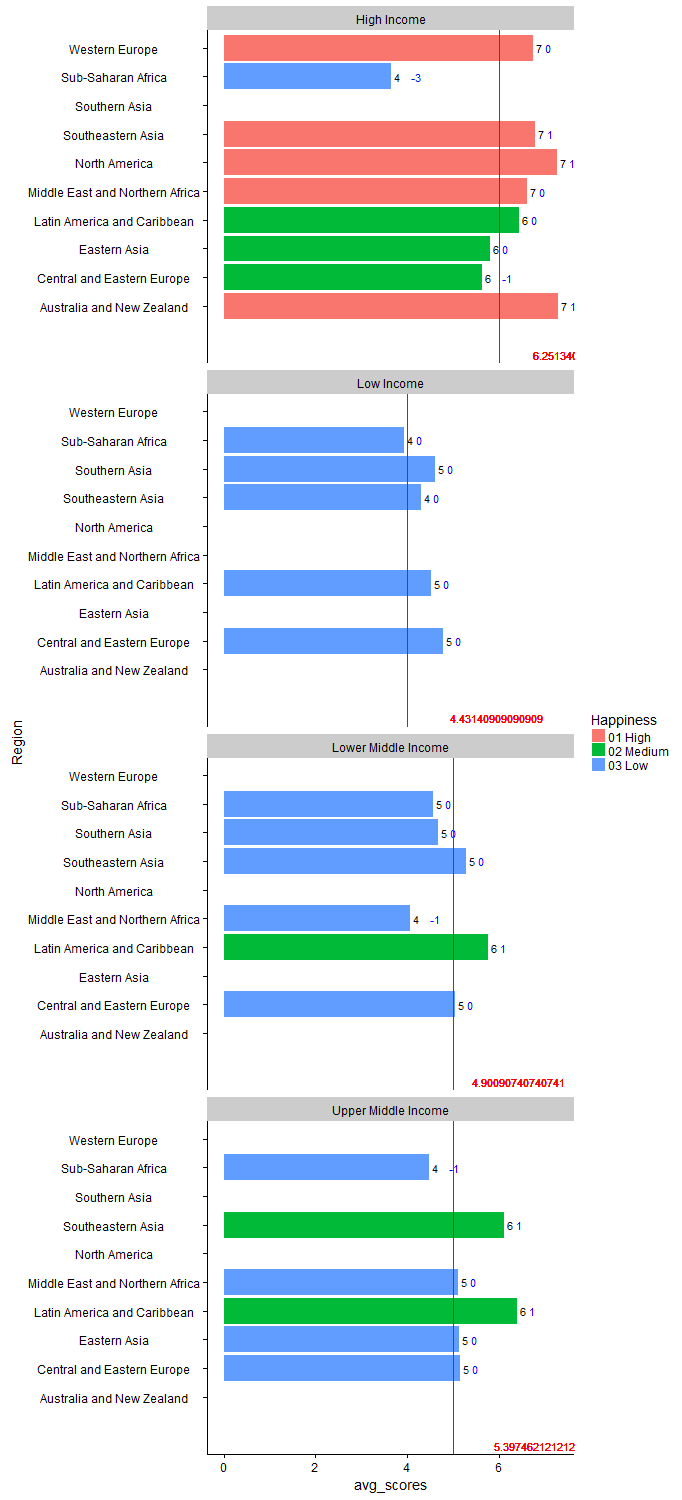 High Income
Western Europe 7 0
Sub-Saharan Africa 4 -3
Southern Asia
Southeastern Asia 7 1
North America 7 1
Middle East and Northern Africa 7 0
Latin America and Caribbean 6 0
Eastern Asia 6 0
Central and Eastern Europe 6 -1
Australia and New Zealand 7 1
6.25134
Low Income
Western Europe
Sub-Saharan Africa 4 0
Southern Asia 5 0
Southeastern Asia 4 0
North America
Middle East and Northern Africa
Latin America and Caribbean 5 0
Eastern Asia
Central and Eastern Europe 5 0
Australia and New Zealand
4.43140909090909
Region
Happiness
01 High
02 Medium
03 Low
Lower Middle Income
Western Europe
Sub-Saharan Africa 5 0
Southern Asia 5 0
Southeastern Asia 5 0
North America
Middle East and Northern Africa 4 -1
Latin America and Caribbean 6 1
Eastern Asia
Central and Eastern Europe 5 0
Australia and New Zealand
4.90090740740741
Upper Middle Income
Western Europe
Sub-Saharan Africa 4 -1
Southern Asia
Southeastern Asia 6 1
North America
Middle East and Northern Africa 5 0
Latin America and Caribbean 6 1
Eastern Asia 5 0
Central and Eastern Europe 5 0
Australia and New Zealand
5.397462121212
0 2 4 6
avg_scores